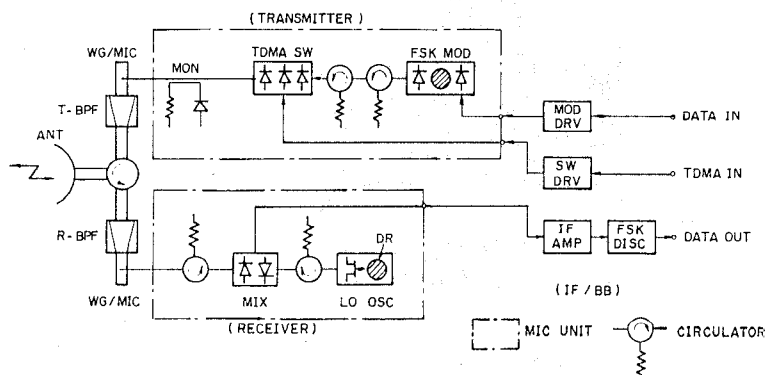 (TRANSMITTER)
WG/MIC
MON
TDMA SW
FSK MOD
T-BPF
ANT
MOD DRV
DATA IN
SW DRV
TDMA IN
R-BPF
DR
IF AMP
FSK DISC
DATA OUT
WG/MIC
MIX
LO OSC
(IF/BB)
(RECEIVER)
MIC UNIT
CIRCULATOR